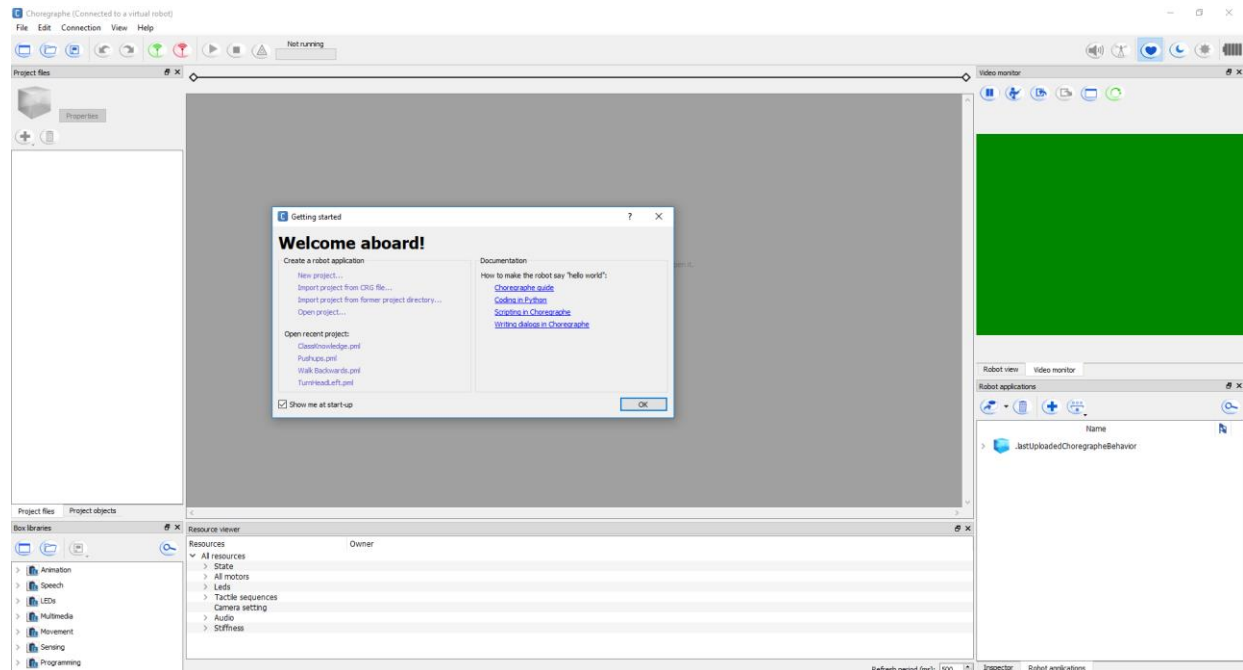 Choregraphe (Connected to a virtual robot)
File Edit Connection View Help
Not running
Project files
Properties
Project files Project objects
Box libraries
Animation
Speech
LEDs
Multimedia
Movement
Sensing
Programming
Getting started
Welcome aboard!
Create a robot application
New project...
Import project from CRG file...
Import project from former project directory...
Open project...
Open recent project:
ClassKnowledge.pml
Pushups.pml
Walk Backwards.pml
TurnHeadLeft.pml
Show me at start-up
Documentation
How to make the robot say "hello world":
Choregraphe guide
Coding in Python
Scripting in Choregraphe
Writing dialogs in Choregraphe
OK
open it.
Resource viewer
Resources Owner
All resources
State
All motors
Leds
Tactile sequences
Camera setting
Audio
Stiffness
Refresh period (ms): 500
Video monitor
Robot view Video monitor
Robot applications
Name
.lastUploadedChoregrapheBehavior
Inspector Robot applications